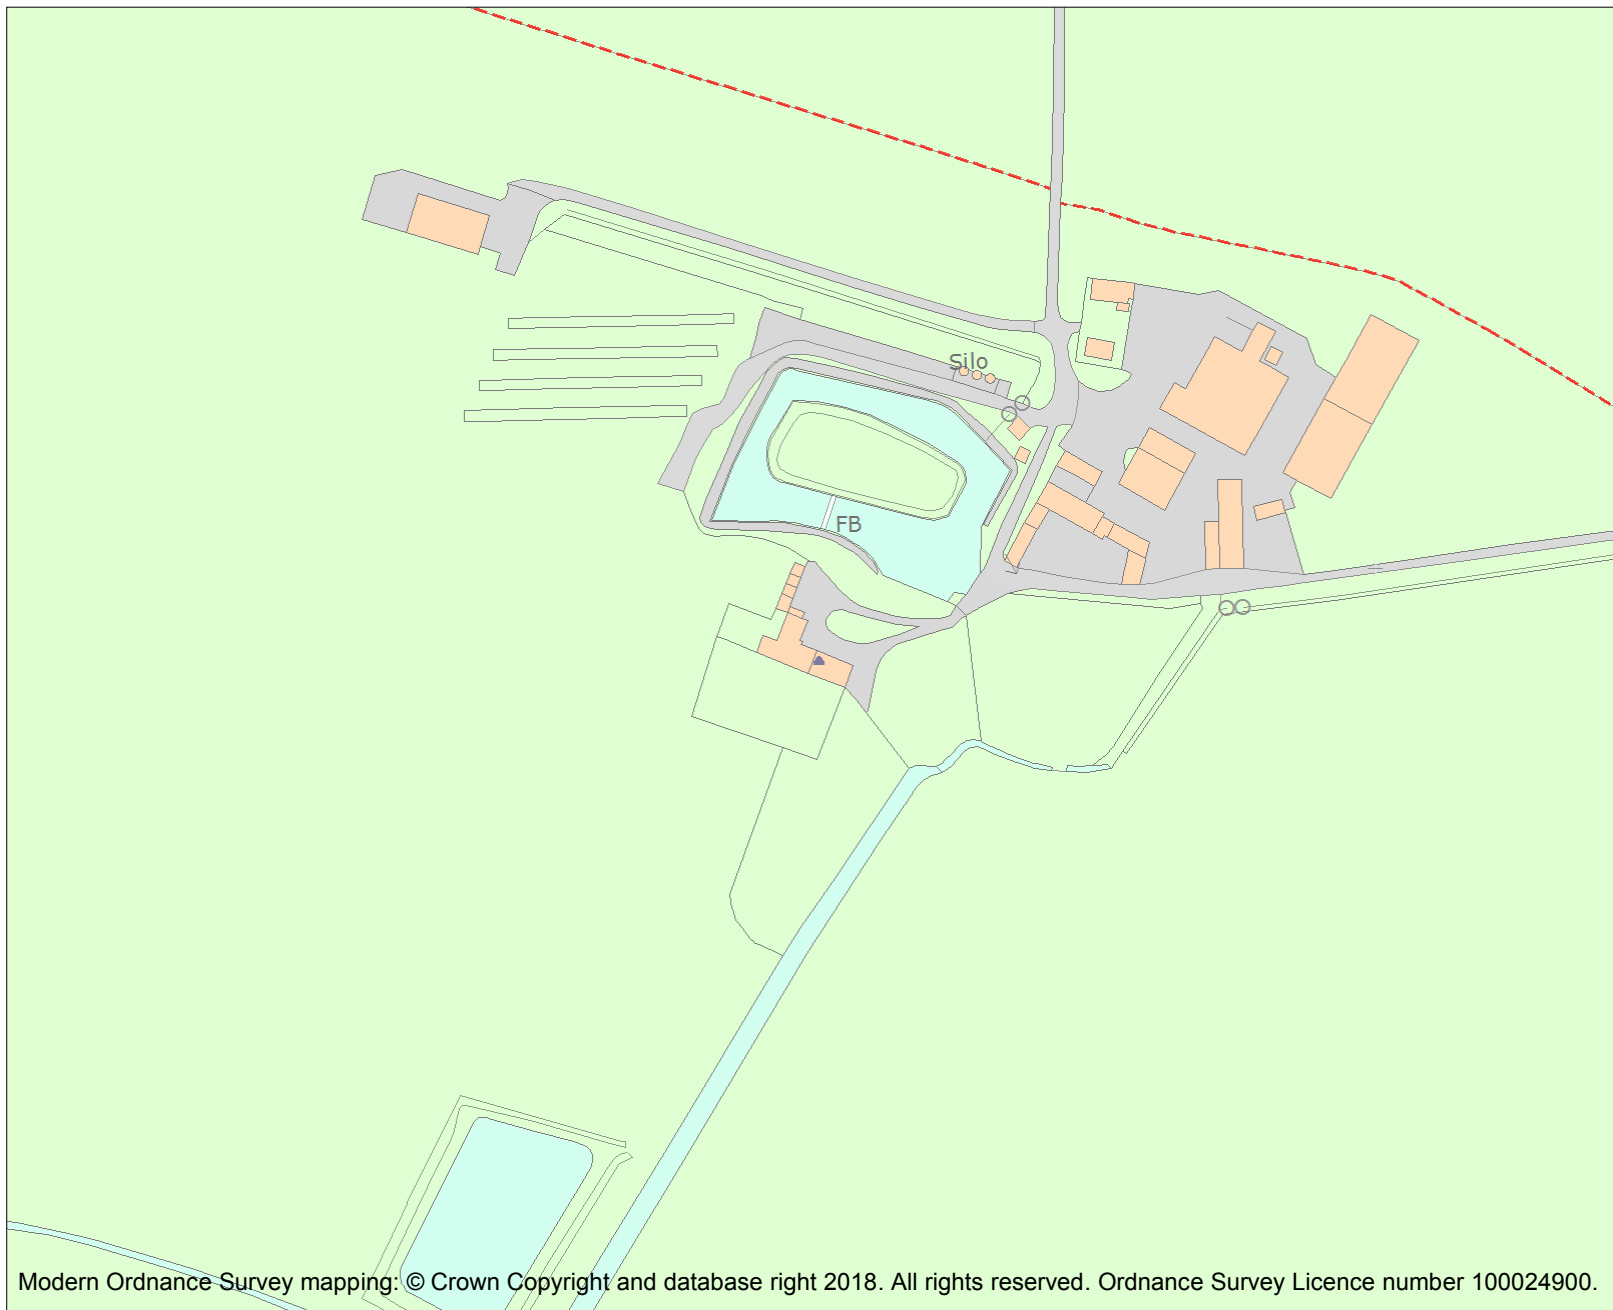 Silo
FB
Modern Ordnance Survey mapping: © Crown Copyright and database right 2018. All rights reserved. Ordnance Survey Licence number 100024900.